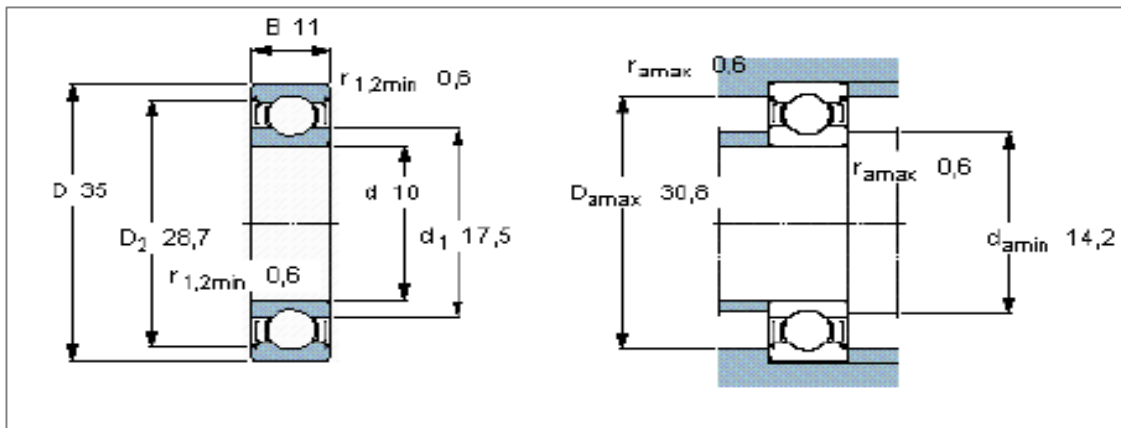 B 11
r1,2min 0,6
D 35
D2 28,7
d 10
d1 17,5
r1,2min 0,6
ramax 0,6
Damax 30,8
ramax 0,6
damin 14,2